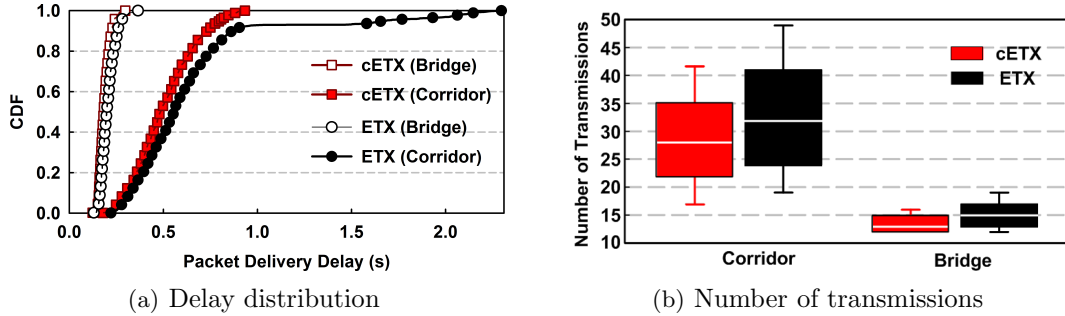 1.0
0.8
0.6
0.4
0.2
0.0
CDF
cETX (Bridge)
cETX (Corridor)
ETX (Bridge)
ETX (Corridor)
0.0 0.5 1.0 1.5 2.0
Packet Delivery Delay (s)
(a) Delay distribution
50
45
40
35
30
25
20
15
10
Number of Transmissions
cETX
ETX
Corridor Bridge
(b) Number of transmissions